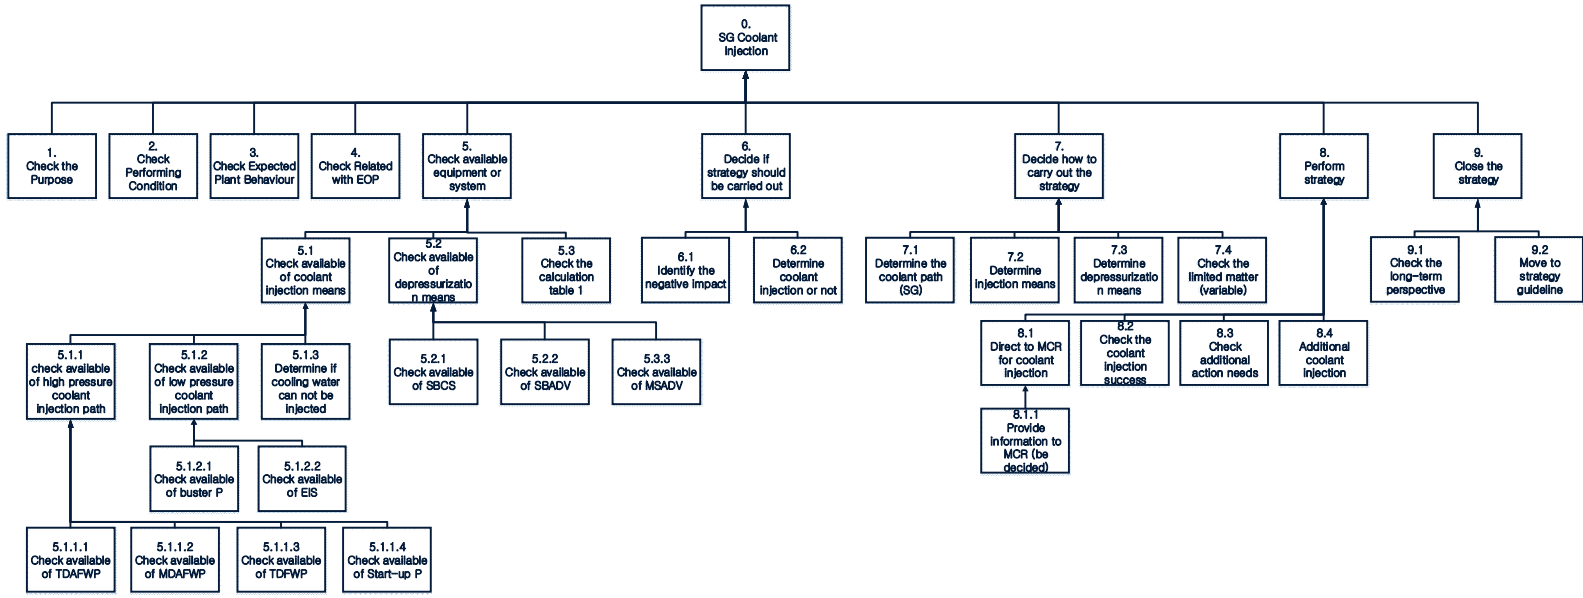 0.
SG Coolant
Injection
1.
Check the
Purpose
2.
Check
Performing
Condition
3.
Check Expected
Plant Behaviour
4.
Check Related
with EOP
5.
Check available
equipment or
system
6.
Decide if
strategy should
be carried out
7.
Decide how to
carry out the
strategy
8.
Perform
strategy
9.
Close the
strategy
5.1
Check available
of coolant
injection means
5.2
Check available
of
depressurizatio
n means
5.3
Check the
calculation
table 1
6.1
Identify the
negative impact
6.2
Determine
coolant
injection or not
7.1
Determine the
coolant path
(SG)
7.2
Determine
injection means
7.3
Determine
depressurizatio
n means
7.4
Check the
limited matter
(variable)
9.1
Check the
long-term
perspective
9.2
Move to
strategy
guideline
5.1.1
check available
of high pressure
coolant
injection path
5.1.2
Check available
of low pressure
coolant
injection path
5.1.3
Determine if
cooling water
can not be
injected
5.2.1
Check available
of SBCS
5.2.2
Check available
of SBADV
5.3.3
Check available
of MSADV
8.1
Direct to MCR
for coolant
injection
8.2
Check the
coolant
injection
success
8.3
Check
additional
action needs
8.4
Additional
coolant
injection
8.1.1
Provide
information to
MCR (be
decided)
5.1.2.1
Check available
of buster P
5.1.2.2
Check available
of EIS
5.1.1.1
Check available
of TDAFWP
5.1.1.2
Check available
of MDAFWP
5.1.1.3
Check available
of TDFWP
5.1.1.4
Check available
of Start-up P